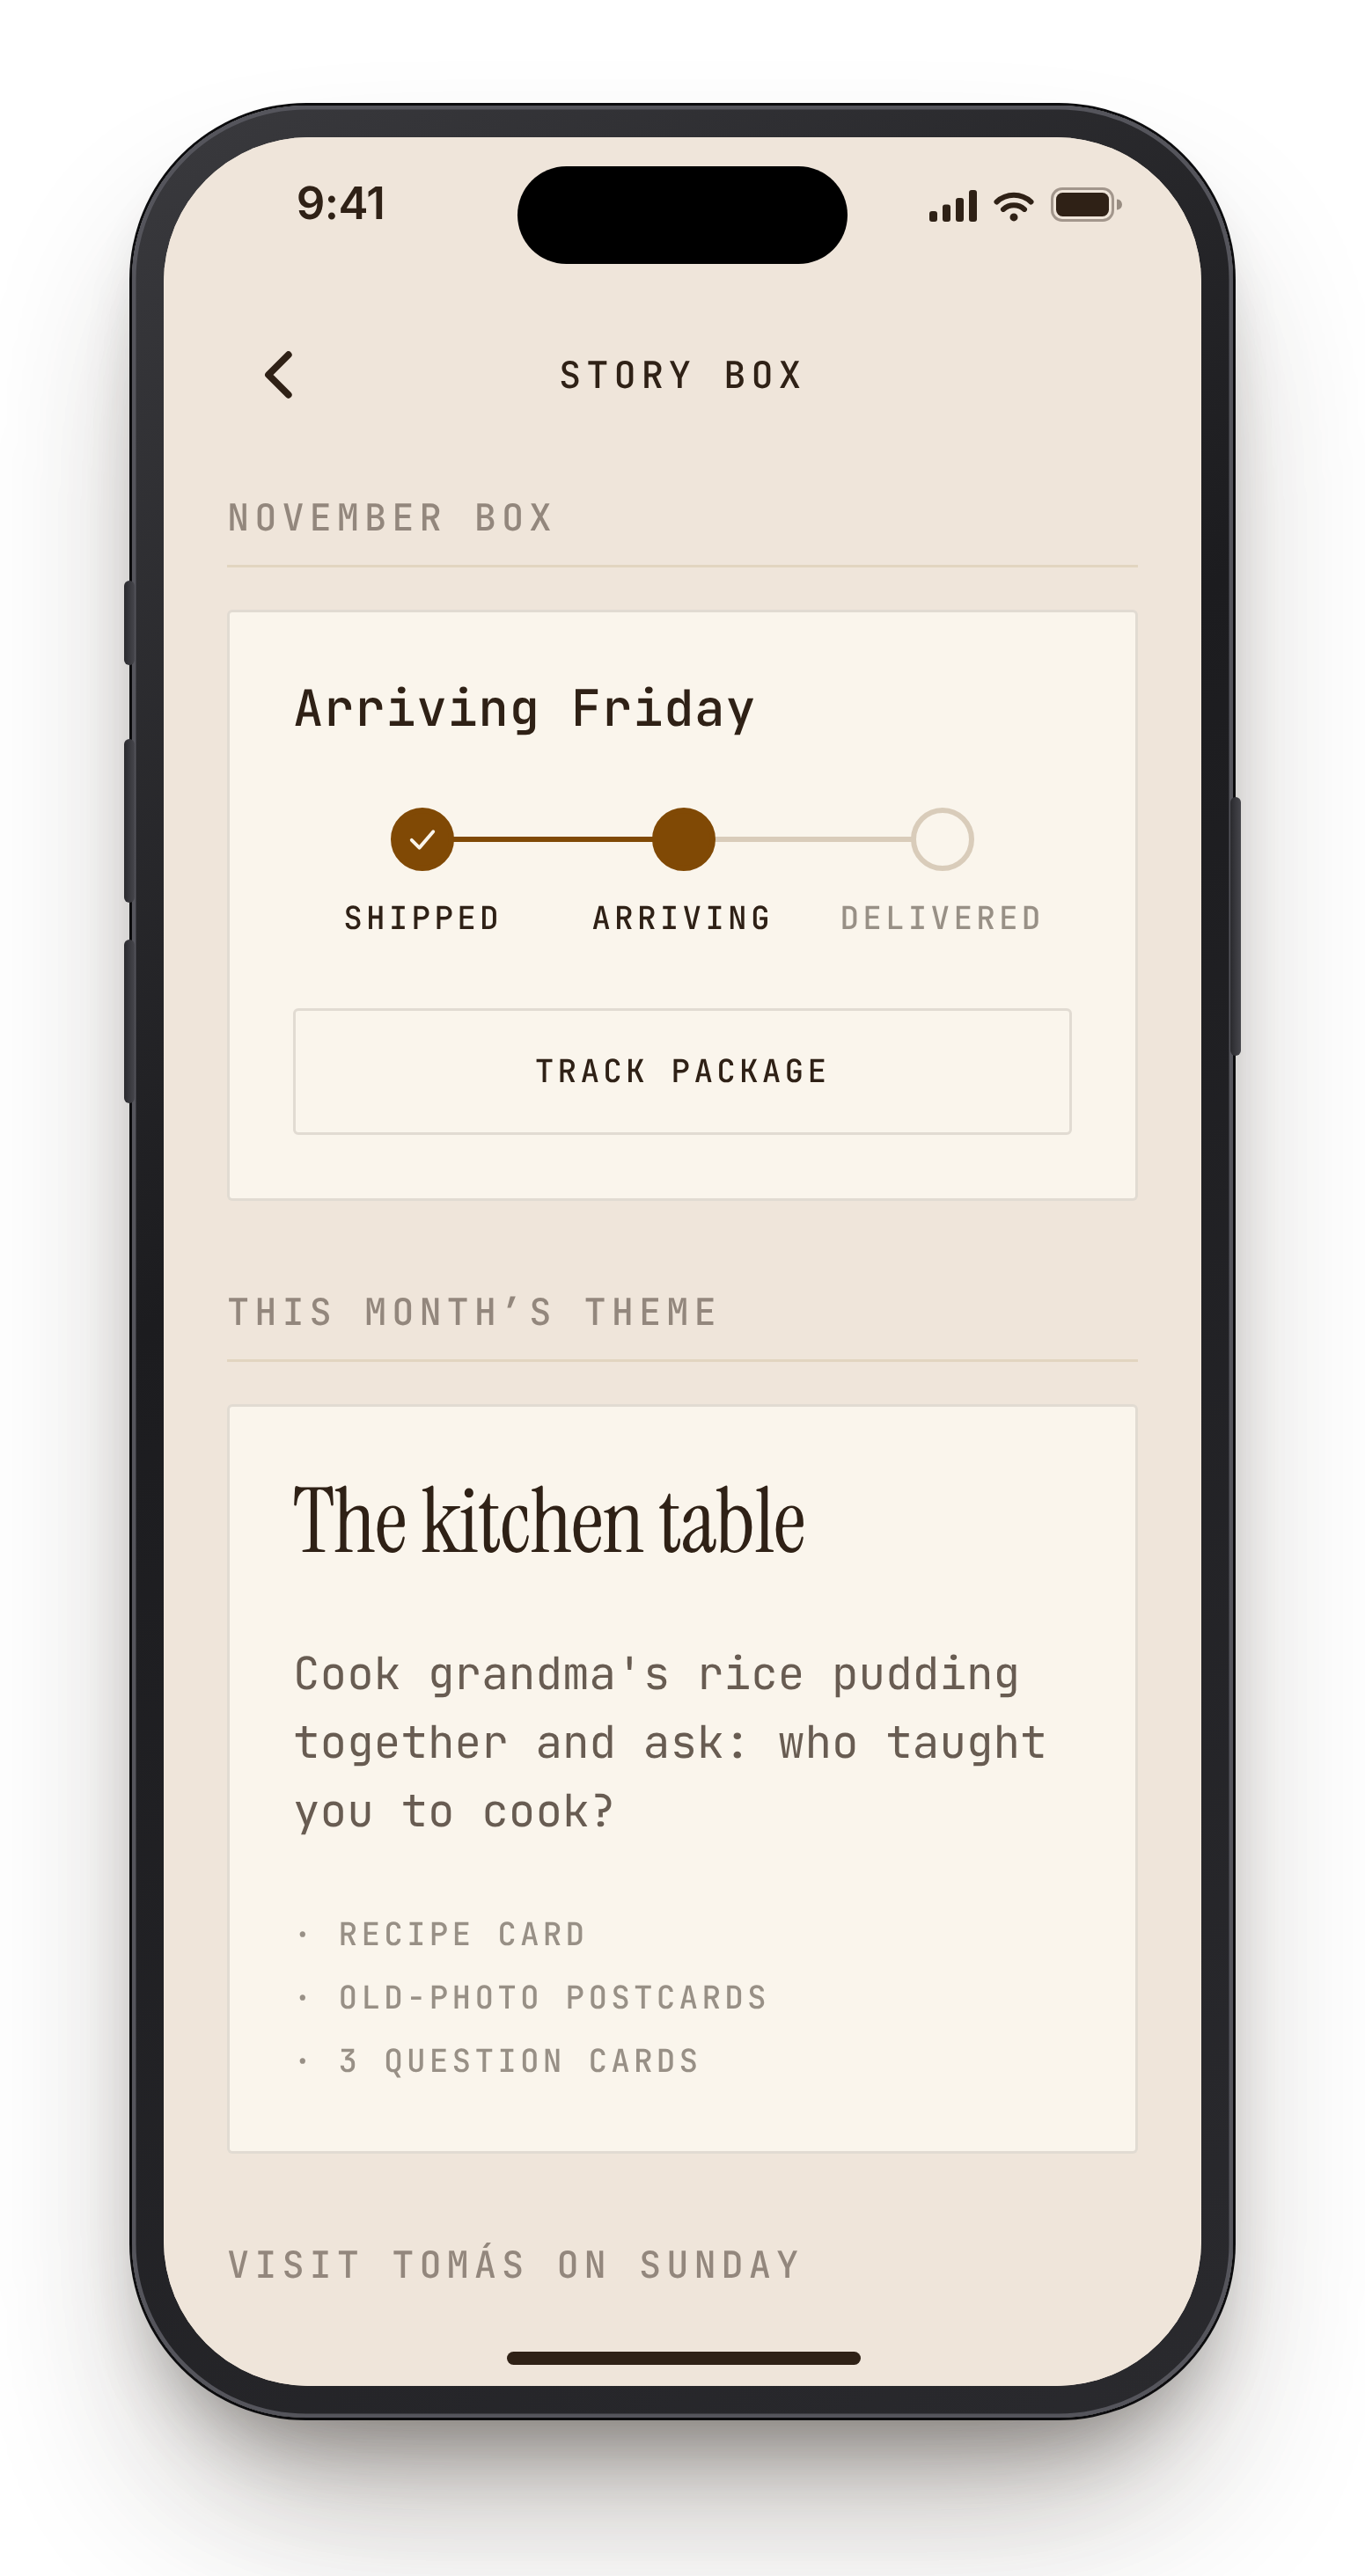 9:41
STORY BOX
NOVEMBER BOX
Arriving Friday
SHIPPED ARRIVING DELIVERED
TRACK PACKAGE
THIS MONTH’S THEME
The kitchen table
Cook grandma's rice pudding
together and ask: who taught
you to cook?
· RECIPE CARD
· OLD-PHOTO POSTCARDS
· 3 QUESTION CARDS
VISIT TOMÁS ON SUNDAY